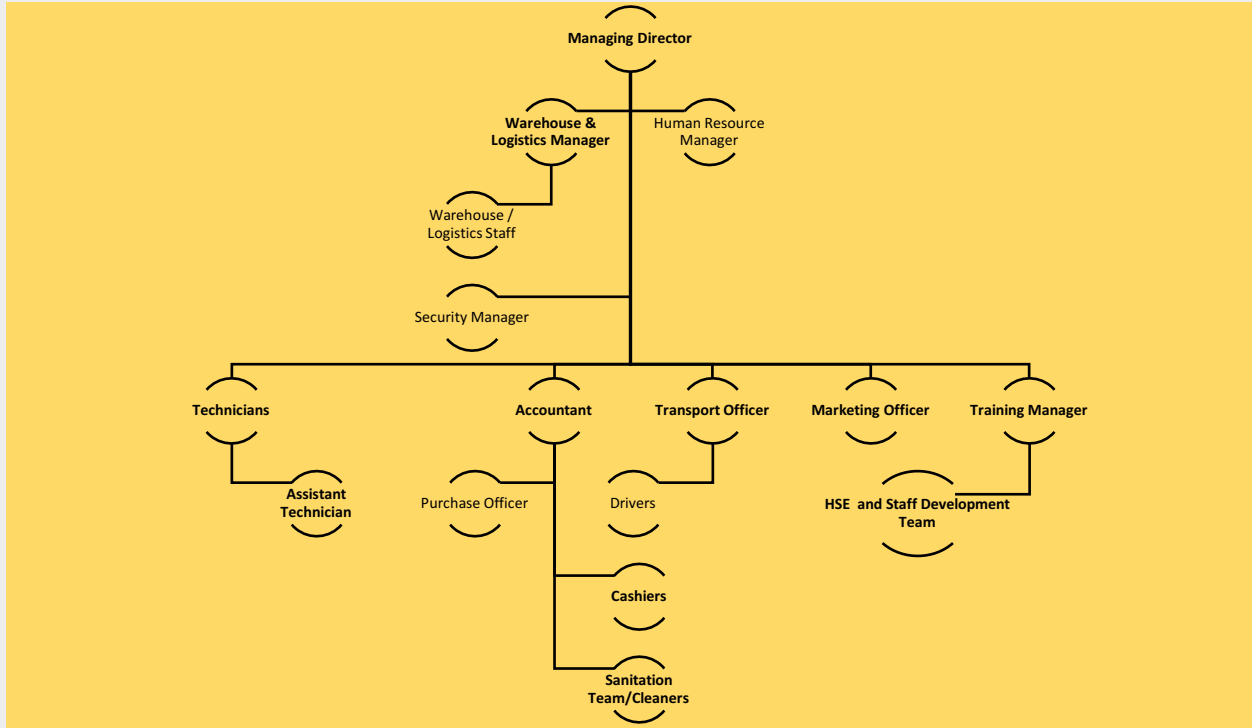 Managing Director
Warehouse &
Logistics Manager
Human Resource
Manager
Warehouse /
Logistics Staff
Security Manager
Technicians
Accountant
Transport Officer
Marketing Officer
Training Manager
Assistant
Technician
Purchase Officer
Drivers
HSE and Staff Development
Team
Cashiers
Sanitation
Team/Cleaners